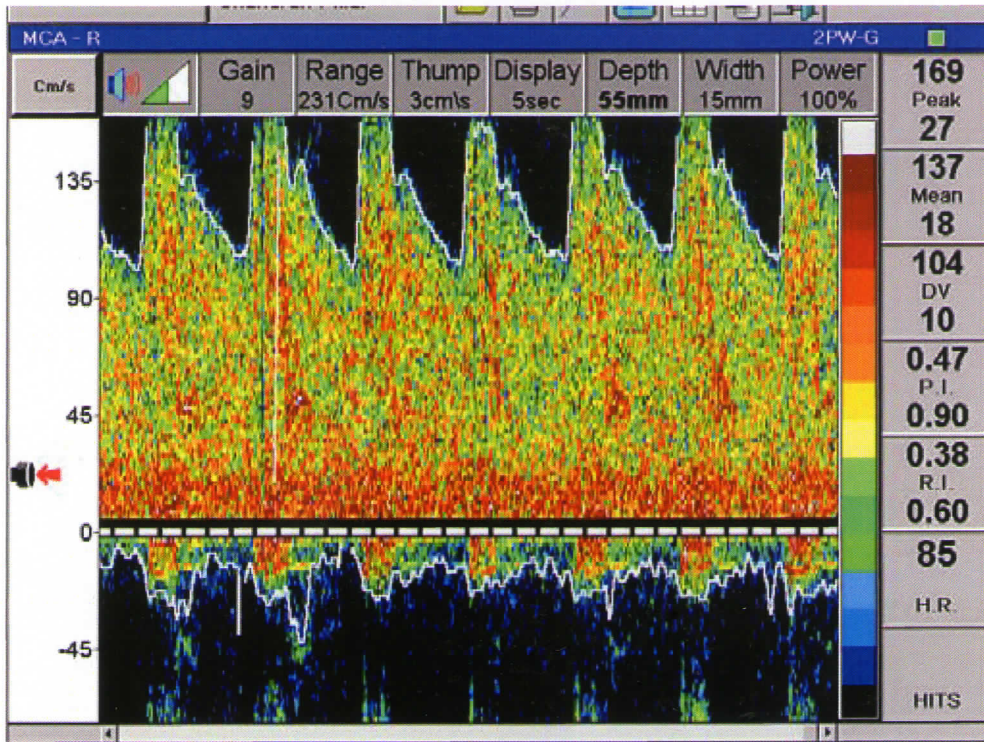 MCA - R 2PW-G
Cm/s Gain Range Thump Display Depth Width Power
9 231Cm/s 3cm\s 5sec 55mm 15mm 100%
169
Peak
27
137
Mean
18
104
DV
10
0.47
P.I.
0.90
0.38
R.I.
0.60
85
H.R.
HITS
135
90
45
0
-45